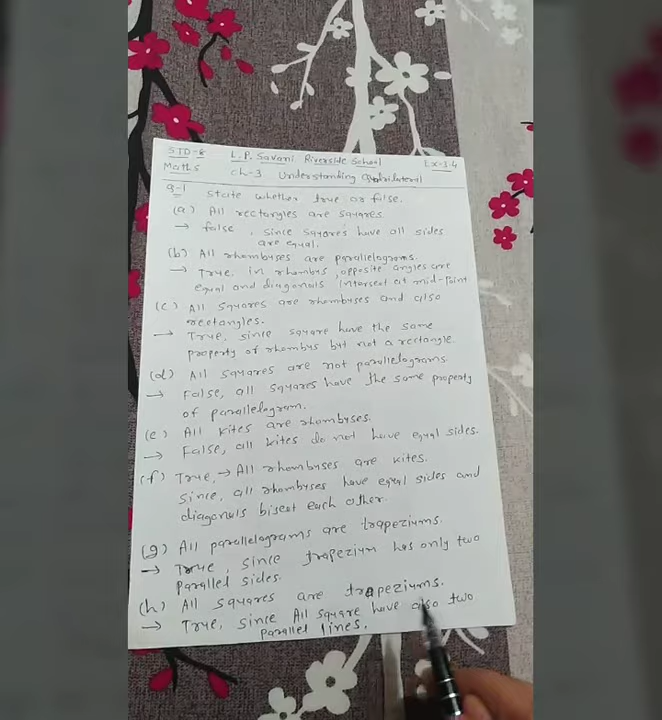 STD-8 L.P. Savani Riverside School Ex-3.4
Maths Ch-3 Understanding Quadrilateral
Q-1 State whether true or false.
(a) All rectangles are squares.
→ false, since squares have all sides
are equal.
(b) All rhombuses are parallelograms.
→ True, in rhombus, opposite angles are
equal and diagonals intersect at mid-point
(c) All squares are rhombuses and also
rectangles.
→ True, since square have the same
property of rhombus but not a rectangle.
(d) All squares are not parallelograms
→ False, all squares have the same property
of parallelogram.
(e) All kites are rhombuses.
→ False, all kites do not have equal sides.
(f) True, → All rhombuses are kites.
since, all rhombuses have equal sides and
diagonals bisect each other.
(g) All parallelograms are trapeziums.
→ True, since trapezium has only two
parallel sides.
(h) All squares are trapeziums.
→ True, since All square have also two
parallel lines.